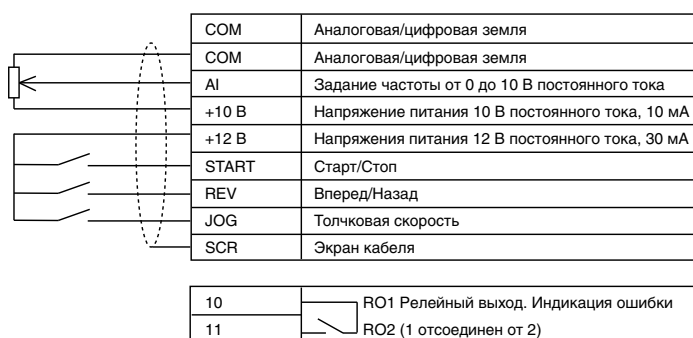 COM Аналоговая/цифровая земля
COM Аналоговая/цифровая земля
AI Задание частоты от 0 до 10 В постоянного тока
+10 В Напряжение питания 10 В постоянного тока, 10 мА
+12 В Напряжения питания 12 В постоянного тока, 30 мА
START Старт/Стоп
REV Вперед/Назад
JOG Толчковая скорость
SCR Экран кабеля
10 RO1 Релейный выход. Индикация ошибки
11 RO2 (1 отсоединен от 2)